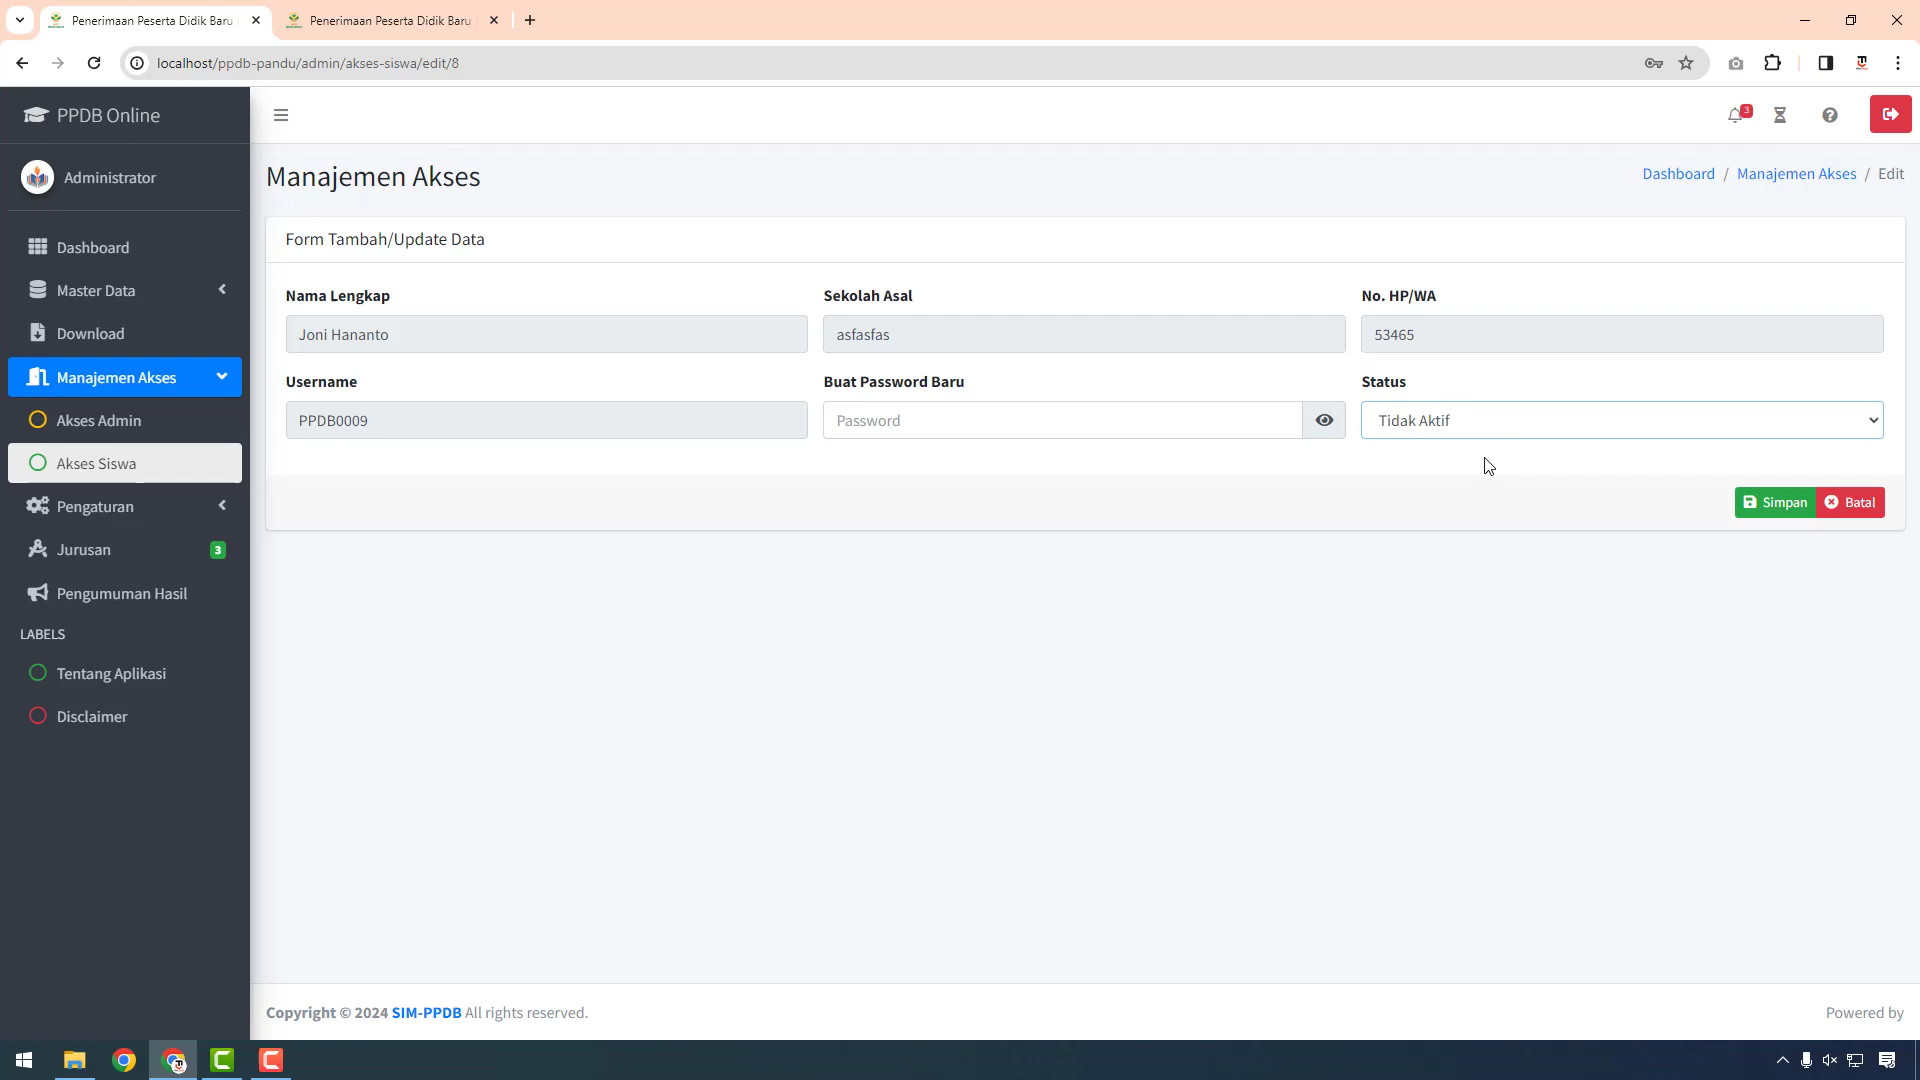 Penerimaan Peserta Didik Baru
Penerimaan Peserta Didik Baru
localhost/ppdb-pandu/admin/akses-siswa/edit/8
PPDB Online
3
Administrator
Manajemen Akses
Dashboard / Manajemen Akses / Edit
Dashboard
Master Data
Download
Manajemen Akses
Akses Admin
Akses Siswa
Pengaturan
Jurusan 3
Pengumuman Hasil
LABELS
Tentang Aplikasi
Disclaimer
Form Tambah/Update Data
Nama Lengkap Sekolah Asal No. HP/WA
Joni Hananto asfasfas 53465
Username Buat Password Baru Status
PPDB0009 Password Tidak Aktif
Simpan Batal
Copyright © 2024 SIM-PPDB All rights reserved. Powered by